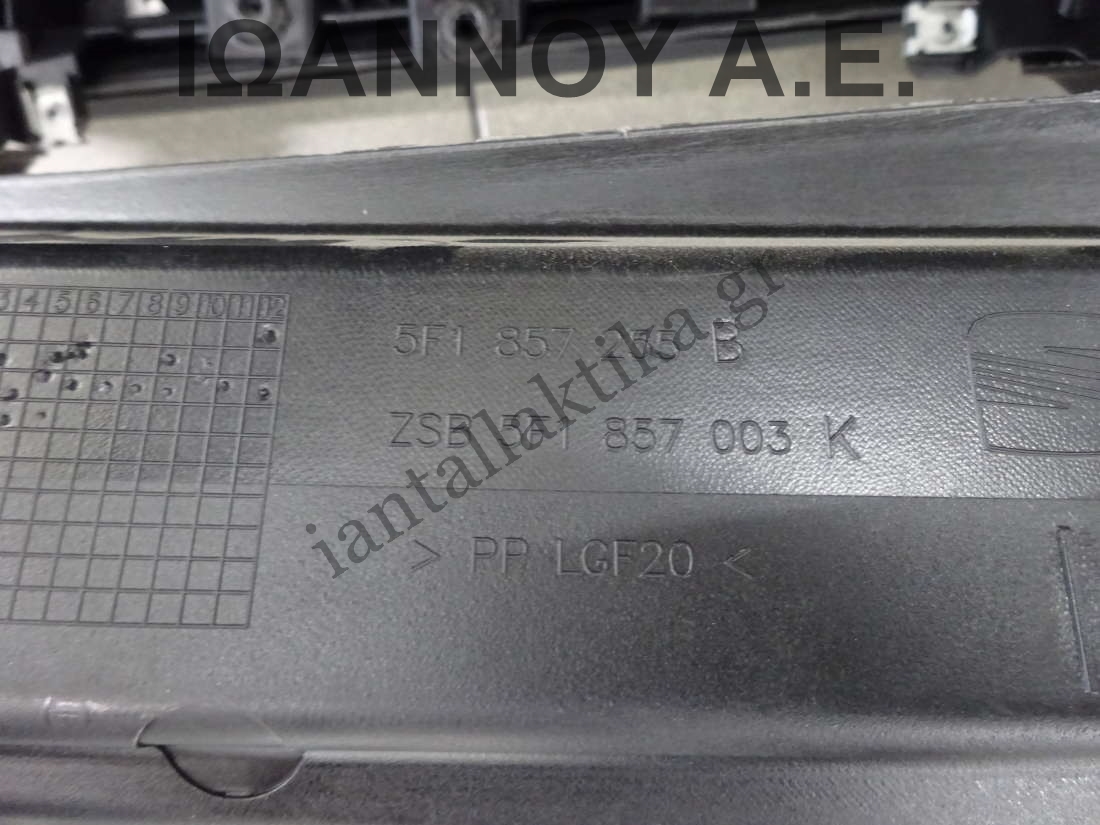 ΙΩΑΝΝΟΥ Α.Ε.
3 4 5 6 7 8 9 10 11 12
5F1 857 B
ZSB 5F1 857 003 K
> PP LGF20 <
iantallaktika.gr